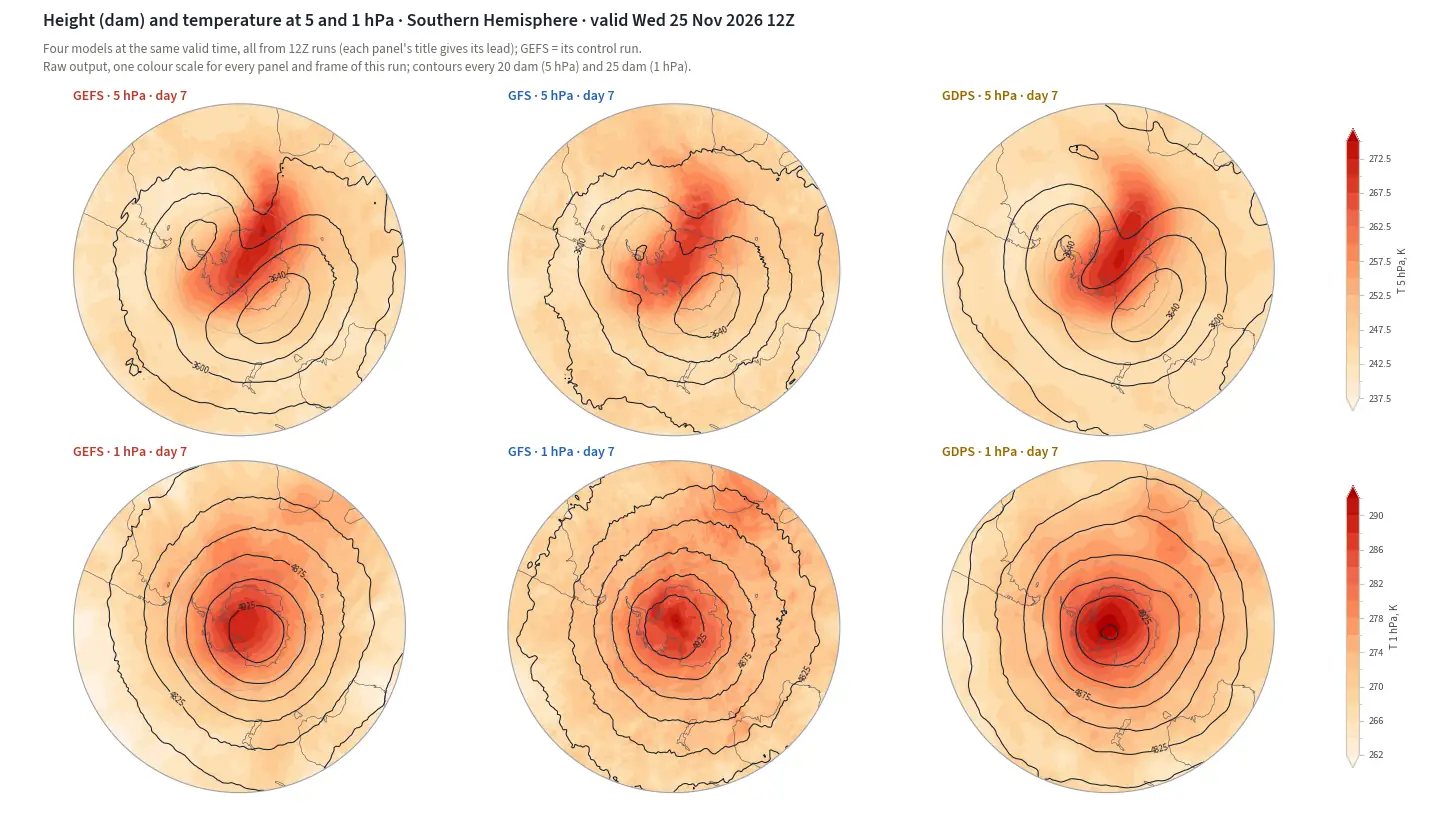 Height (dam) and temperature at 5 and 1 hPa · Southern Hemisphere · valid Wed 25 Nov 2026 12Z
Four models at the same valid time, all from 12Z runs (each panel's title gives its lead); GEFS = its control run.
Raw output, one colour scale for every panel and frame of this run; contours every 20 dam (5 hPa) and 25 dam (1 hPa).
GEFS · 5 hPa · day 7
GFS · 5 hPa · day 7
GDPS · 5 hPa · day 7
3640
3600
3600
3640
3640
3640
3600
272.5
267.5
262.5
257.5
252.5
247.5
242.5
237.5
T 5 hPa, K
GEFS · 1 hPa · day 7
GFS · 1 hPa · day 7
GDPS · 1 hPa · day 7
4875
4925
4825
4925
4875
4825
4925
4875
4825
290
286
282
278
274
270
266
262
T 1 hPa, K